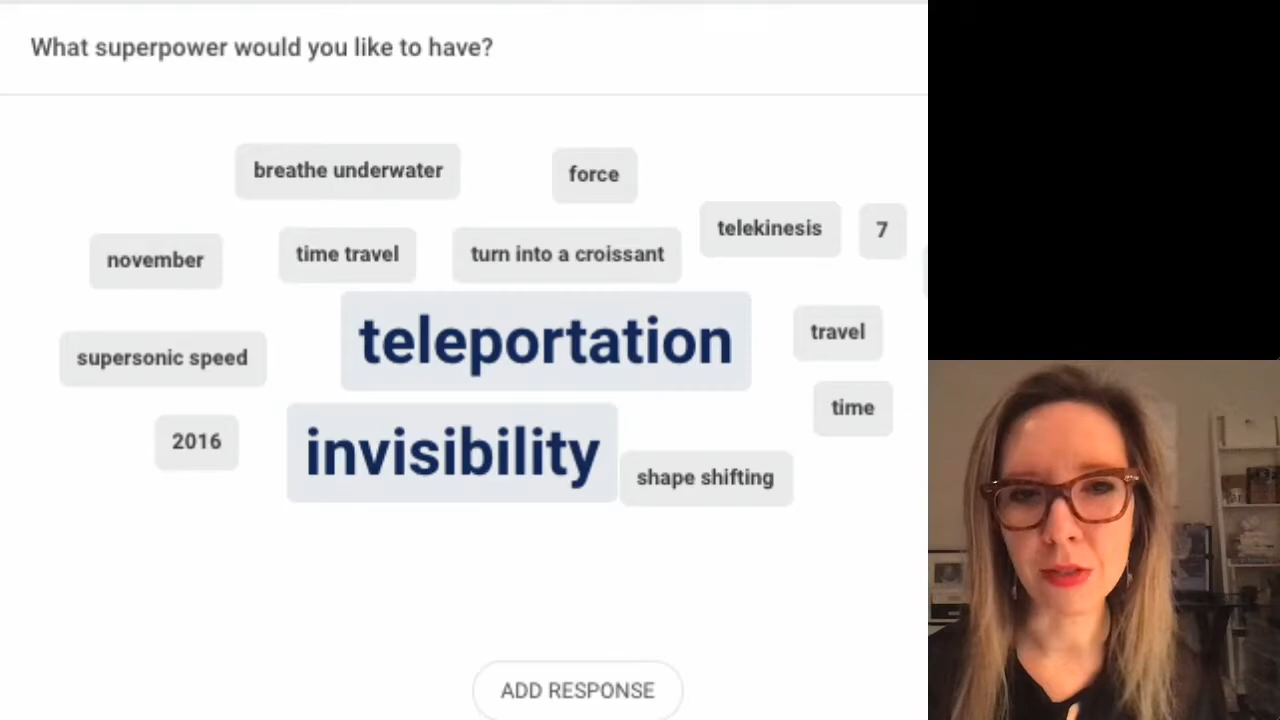 What superpower would you like to have?
breathe underwater
force
telekinesis
7
november
time travel
turn into a croissant
teleportation
travel
supersonic speed
time
2016
invisibility
shape shifting
ADD RESPONSE